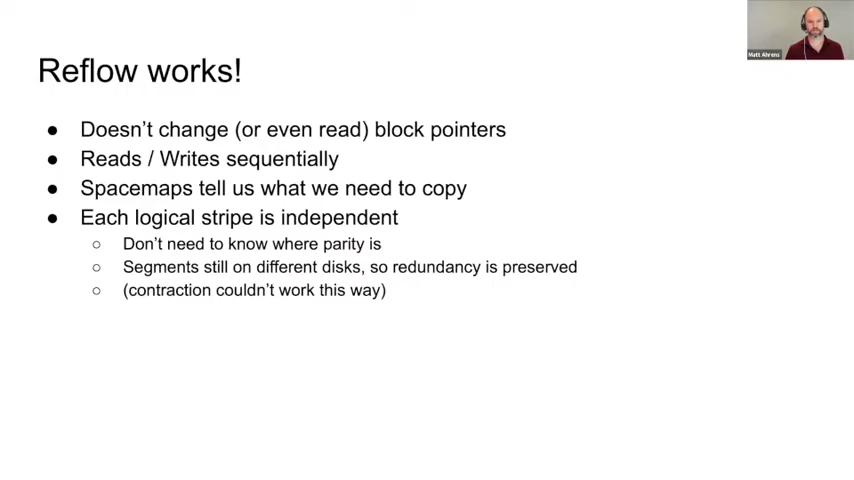 Reflow works!
● Doesn't change (or even read) block pointers
● Reads / Writes sequentially
● Spacemaps tell us what we need to copy
● Each logical stripe is independent
○ Don't need to know where parity is
○ Segments still on different disks, so redundancy is preserved
○ (contraction couldn't work this way)
Matt Ahrens